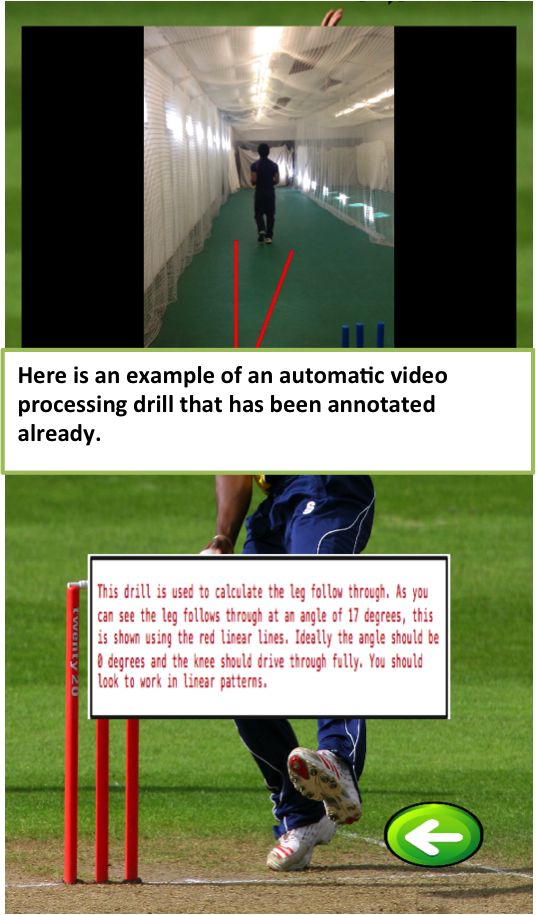 Here is an example of an automatic video
processing drill that has been annotated
already.
This drill is used to calculate the leg follow through. As you
can see the leg follows through at an angle of 17 degrees, this
is shown using the red linear lines. Ideally the angle should be
0 degrees and the knee should drive through fully. You should
look to work in linear patterns.
twenty 20